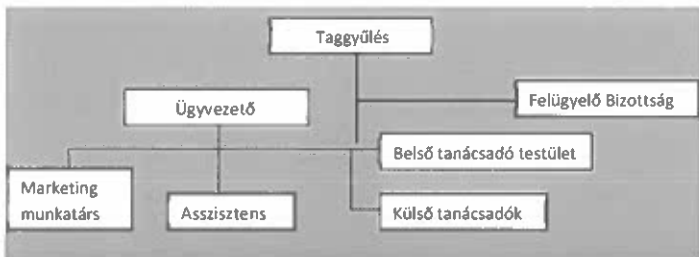 Taggyűlés
Felügyelő Bizottság
Ügyvezető
Belső tanácsadó testület
Marketing
munkatárs
Asszisztens
Külső tanácsadók